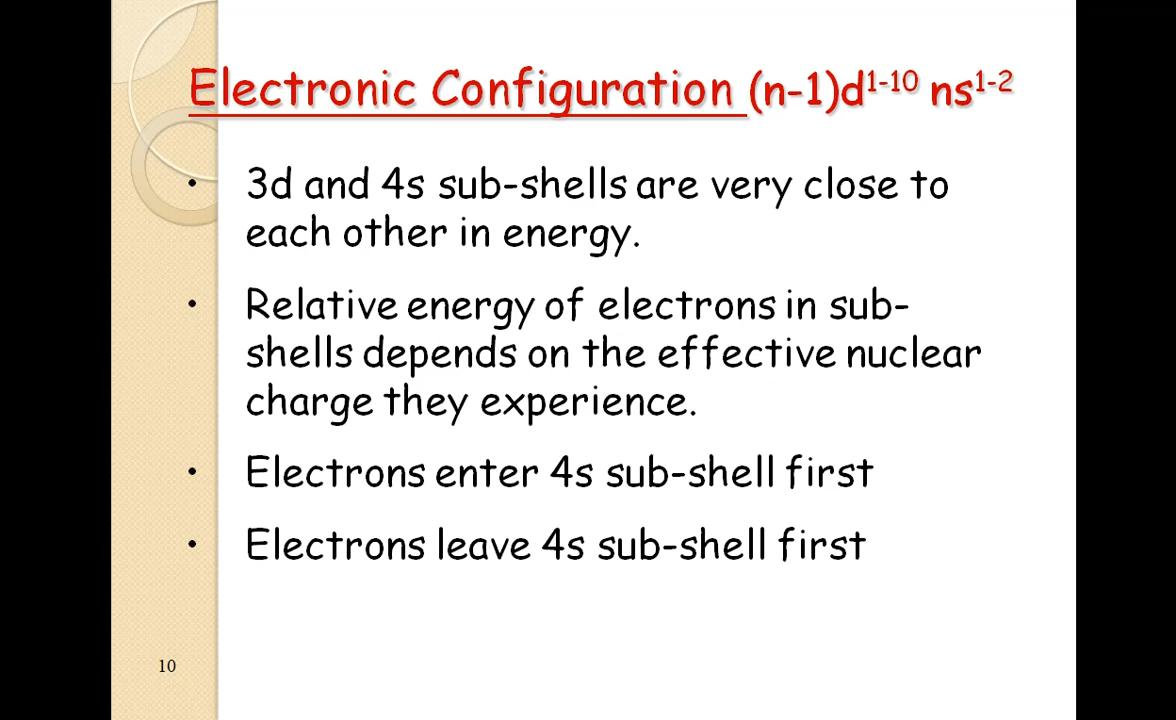 Electronic Configuration (n-1)d¹⁻¹⁰ ns¹⁻²
• 3d and 4s sub-shells are very close to
each other in energy.
• Relative energy of electrons in sub-
shells depends on the effective nuclear
charge they experience.
• Electrons enter 4s sub-shell first
• Electrons leave 4s sub-shell first
10